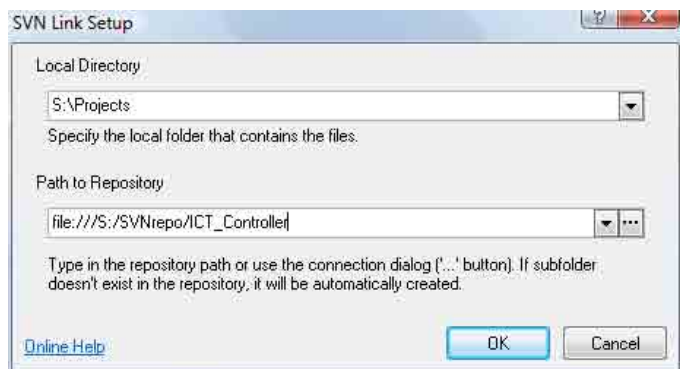 SVN Link Setup
Local Directory
S:\Projects
Specify the local folder that contains the files.
Path to Repository
file:///S:/SVNrepo/ICT_Controller
Type in the repository path or use the connection dialog ('...' button). If subfolder
doesn't exist in the repository, it will be automatically created.
Online Help
OK
Cancel